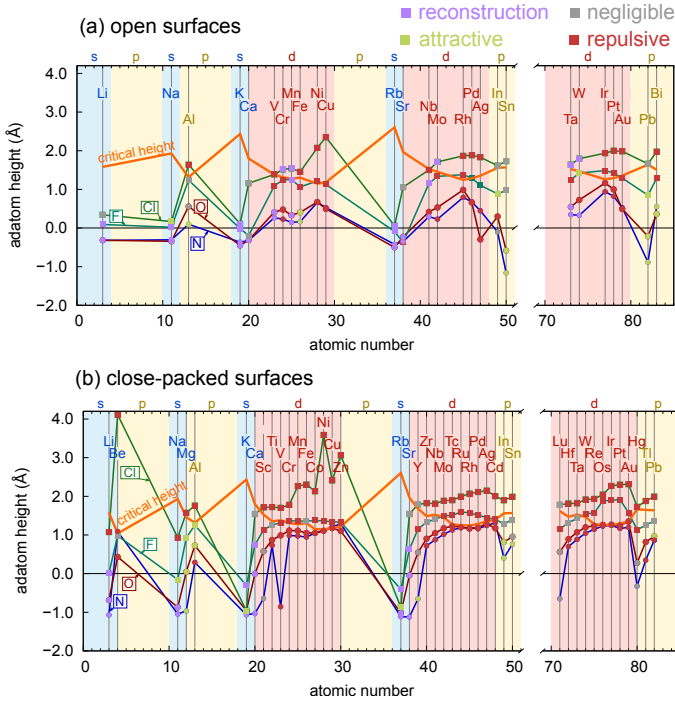 reconstruction negligible
attractive repulsive
(a) open surfaces
s p s p s d p s d p d p
Li Na Al K Ca V Cr Mn Fe Ni Cu Rb Sr Nb Mo Rh Pd Ag In Sn Ta W Ir Pt Au Pb Bi
critical height
F Cl O N
adatom height (Å)
4.0
3.0
2.0
1.0
0.0
−1.0
−2.0
0 10 20 30 40 50 70 80
atomic number
(b) close-packed surfaces
s p s p s d p s d p d p
Li Be Na Mg Al K Ca Sc Ti V Cr Mn Fe Co Ni Cu Zn Rb Sr Y Zr Nb Mo Tc Ru Rh Pd Ag Cd In Sn Lu Hf Ta W Re Os Ir Pt Au Hg Tl Pb
critical height
Cl F O N
adatom height (Å)
4.0
3.0
2.0
1.0
0.0
−1.0
−2.0
0 10 20 30 40 50 70 80
atomic number